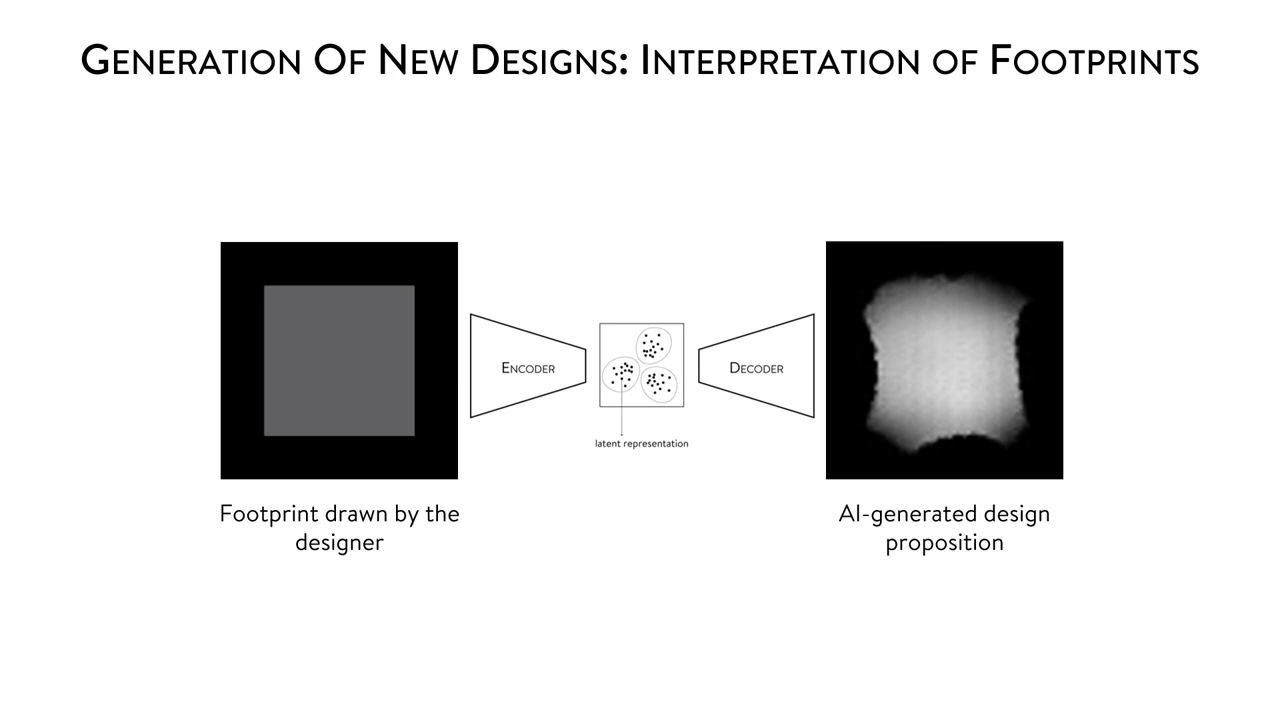 Generation Of New Designs: Interpretation of Footprints
Encoder
Decoder
latent representation
Footprint drawn by the
designer
AI-generated design
proposition